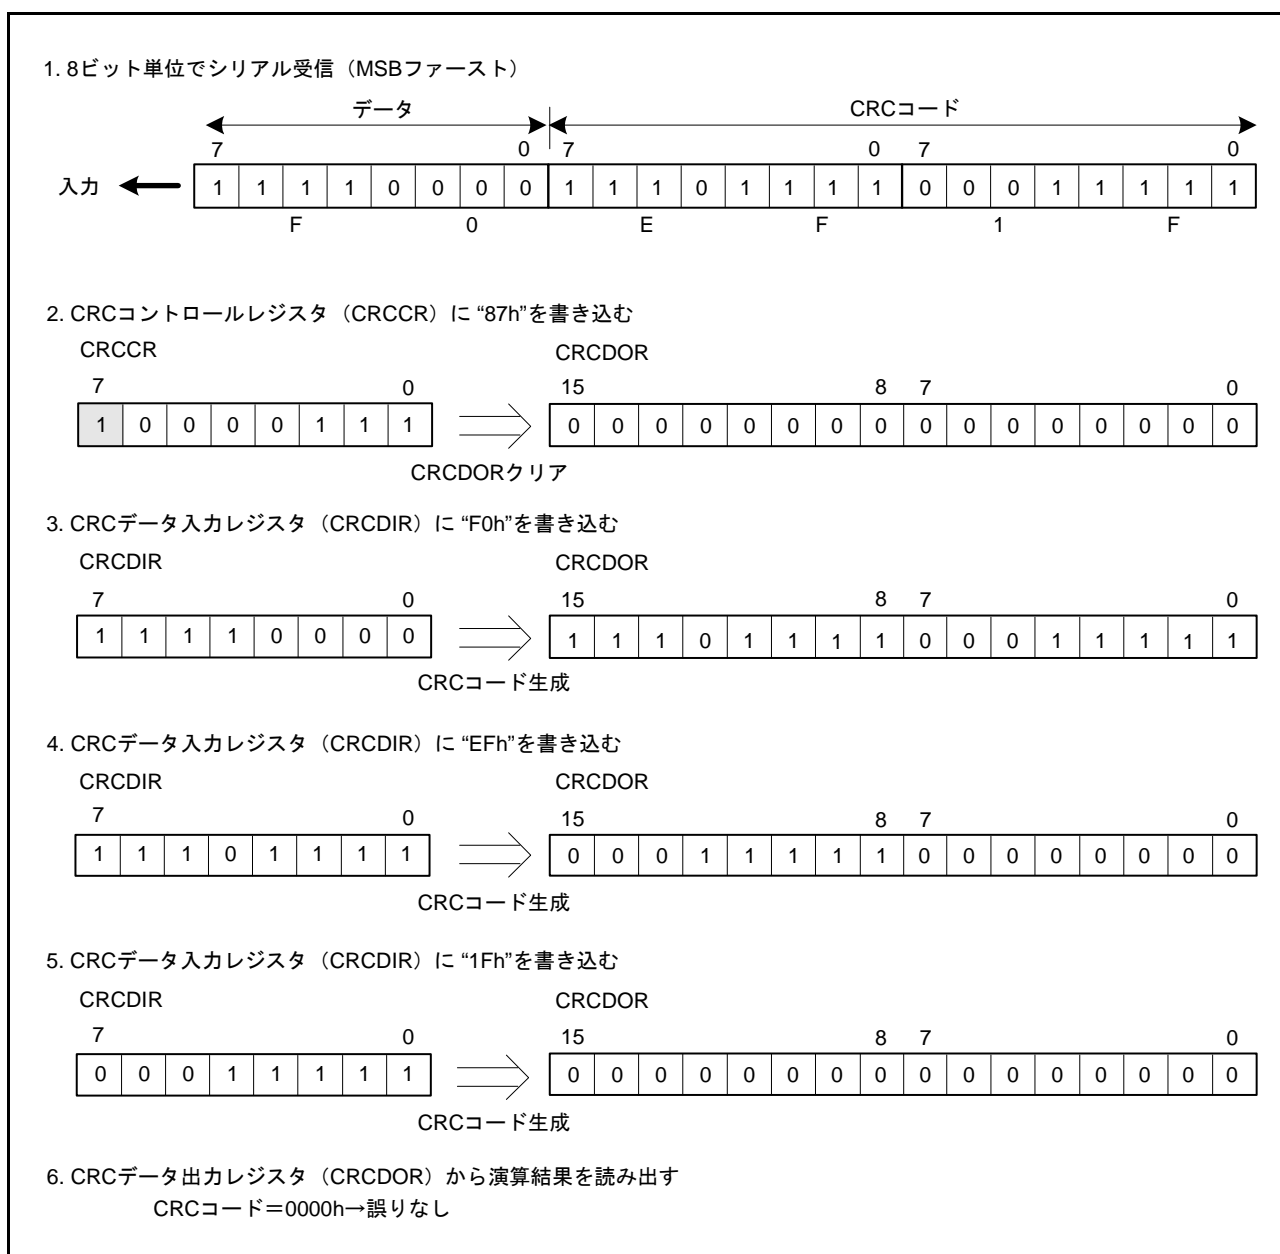 1. 8ビット単位でシリアル受信（MSBファースト）
データ CRCコード
7 0 7 0 7 0
入力 1 1 1 1 0 0 0 0 1 1 1 0 1 1 1 1 0 0 0 1 1 1 1 1
F 0 E F 1 F
2. CRCコントロールレジスタ（CRCCR）に “87h”を書き込む
CRCCR CRCDOR
7 0 15 8 7 0
1 0 0 0 0 1 1 1 0 0 0 0 0 0 0 0 0 0 0 0 0 0 0 0
CRCDORクリア
3. CRCデータ入力レジスタ（CRCDIR）に “F0h”を書き込む
CRCDIR CRCDOR
7 0 15 8 7 0
1 1 1 1 0 0 0 0 1 1 1 0 1 1 1 1 0 0 0 1 1 1 1 1
CRCコード生成
4. CRCデータ入力レジスタ（CRCDIR）に “EFh”を書き込む
CRCDIR CRCDOR
7 0 15 8 7 0
1 1 1 0 1 1 1 1 0 0 0 1 1 1 1 1 0 0 0 0 0 0 0 0
CRCコード生成
5. CRCデータ入力レジスタ（CRCDIR）に “1Fh”を書き込む
CRCDIR CRCDOR
7 0 15 8 7 0
0 0 0 1 1 1 1 1 0 0 0 0 0 0 0 0 0 0 0 0 0 0 0 0
CRCコード生成
6. CRCデータ出力レジスタ（CRCDOR）から演算結果を読み出す
CRCコード＝0000h→誤りなし